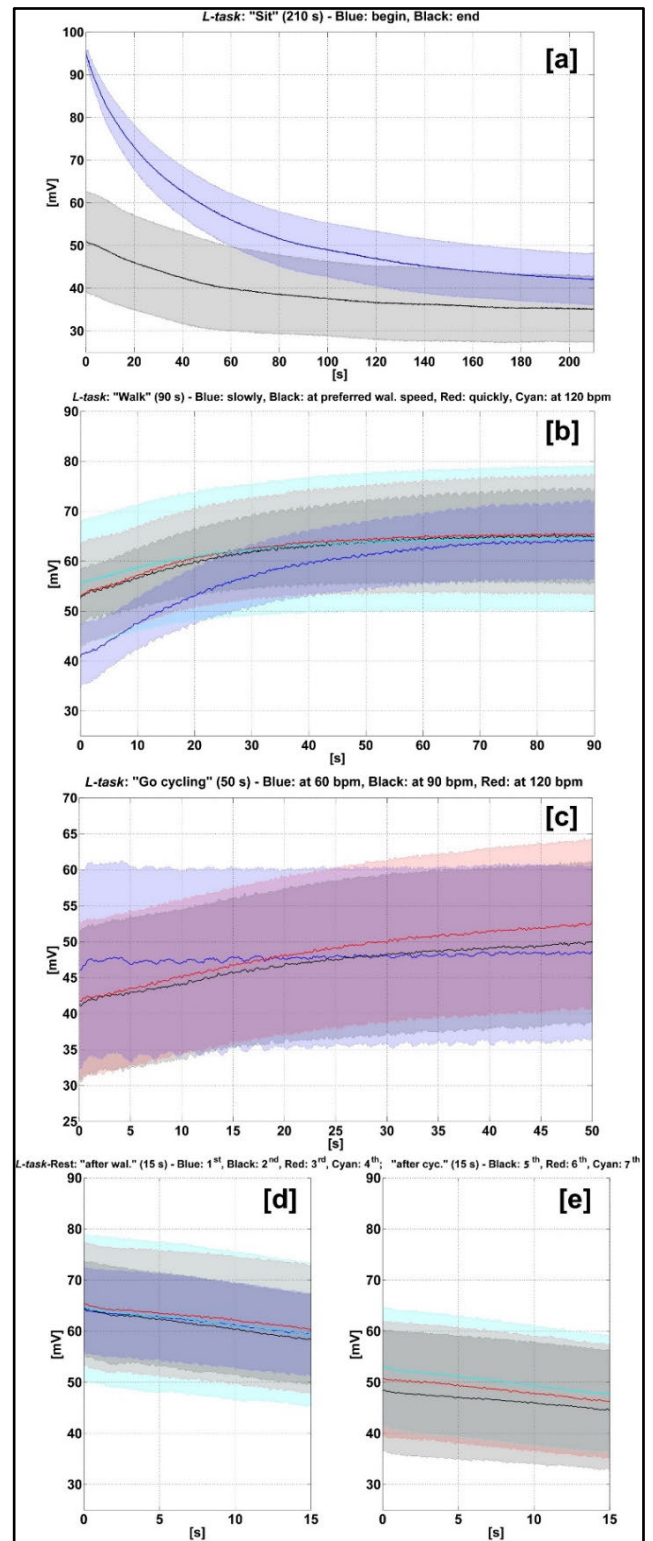 L-task: "Sit" (210 s) - Blue: begin, Black: end
[a]
100
90
80
70
60
50
40
30
[mV]
0 20 40 60 80 100 120 140 160 180 200
[s]
L-task: "Walk" (90 s) - Blue: slowly, Black: at preferred wal. speed, Red: quickly, Cyan: at 120 bpm
[b]
90
80
70
60
50
40
30
[mV]
0 10 20 30 40 50 60 70 80 90
[s]
L-task: "Go cycling" (50 s) - Blue: at 60 bpm, Black: at 90 bpm, Red: at 120 bpm
[c]
70
65
60
55
50
45
40
35
30
25
[mV]
0 5 10 15 20 25 30 35 40 45 50
[s]
L-task-Rest: "after wal." (15 s) - Blue: 1st, Black: 2nd, Red: 3rd, Cyan: 4th; "after cyc." (15 s) - Black: 5th, Red: 6th, Cyan: 7th
[d]
90
80
70
60
50
40
30
[mV]
0 5 10 15
[s]
[e]
90
80
70
60
50
40
30
[mV]
0 5 10 15
[s]